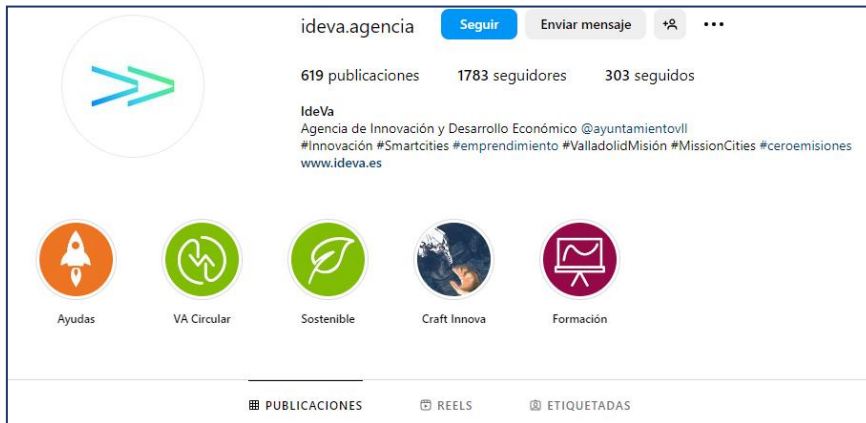 ideva.agencia Seguir Enviar mensaje
619 publicaciones 1783 seguidores 303 seguidos
IdeVa
Agencia de Innovación y Desarrollo Económico @ayuntamientovll
#Innovación #Smartcities #emprendimiento #ValladolidMisión #MissionCities #ceroemisiones
www.ideva.es
Ayudas VA Circular Sostenible Craft Innova Formación
PUBLICACIONES REELS ETIQUETADAS